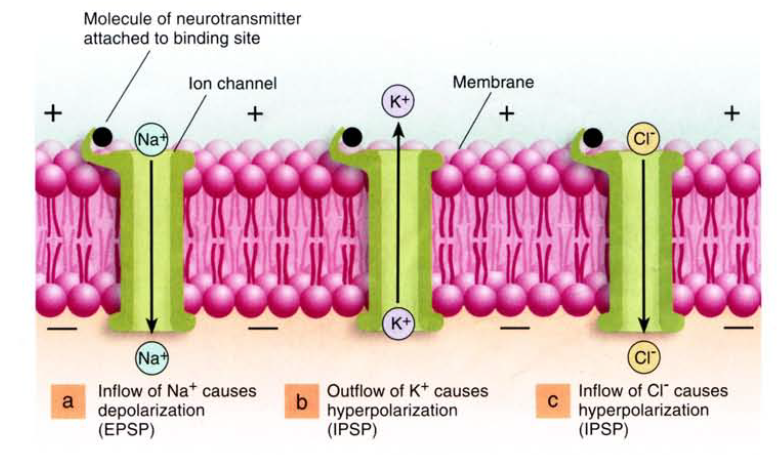 Molecule of neurotransmitter
attached to binding site
Ion channel
Membrane
+
+
+
+
Na+
K+
Cl-
—
—
—
—
Na+
K+
Cl-
a
Inflow of Na+ causes
depolarization
(EPSP)
b
Outflow of K+ causes
hyperpolarization
(IPSP)
c
Inflow of Cl- causes
hyperpolarization
(IPSP)